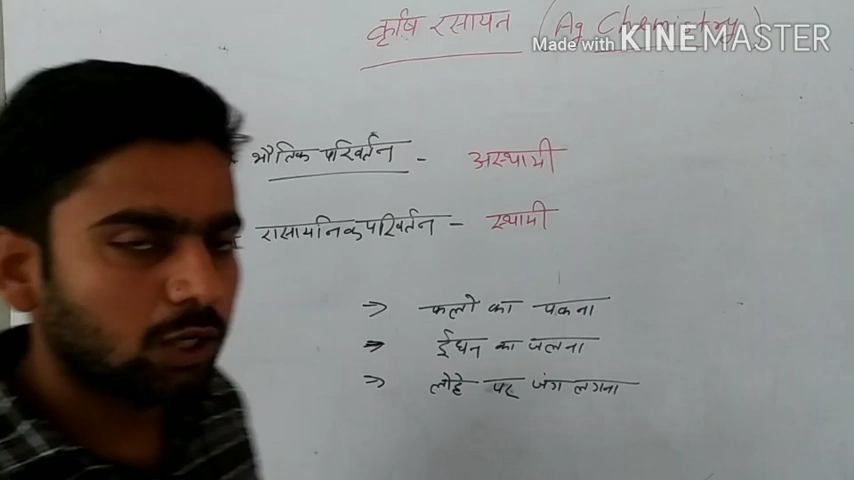 कृषि रसायन (Ag Chemistry)
Made with KINEMASTER
भौतिक परिवर्तन - अस्थायी
रासायनिक परिवर्तन - स्थायी
⇒ फलो का पकना
⇒ ईधन का जलना
⇒ लोहे पर जंग लगना